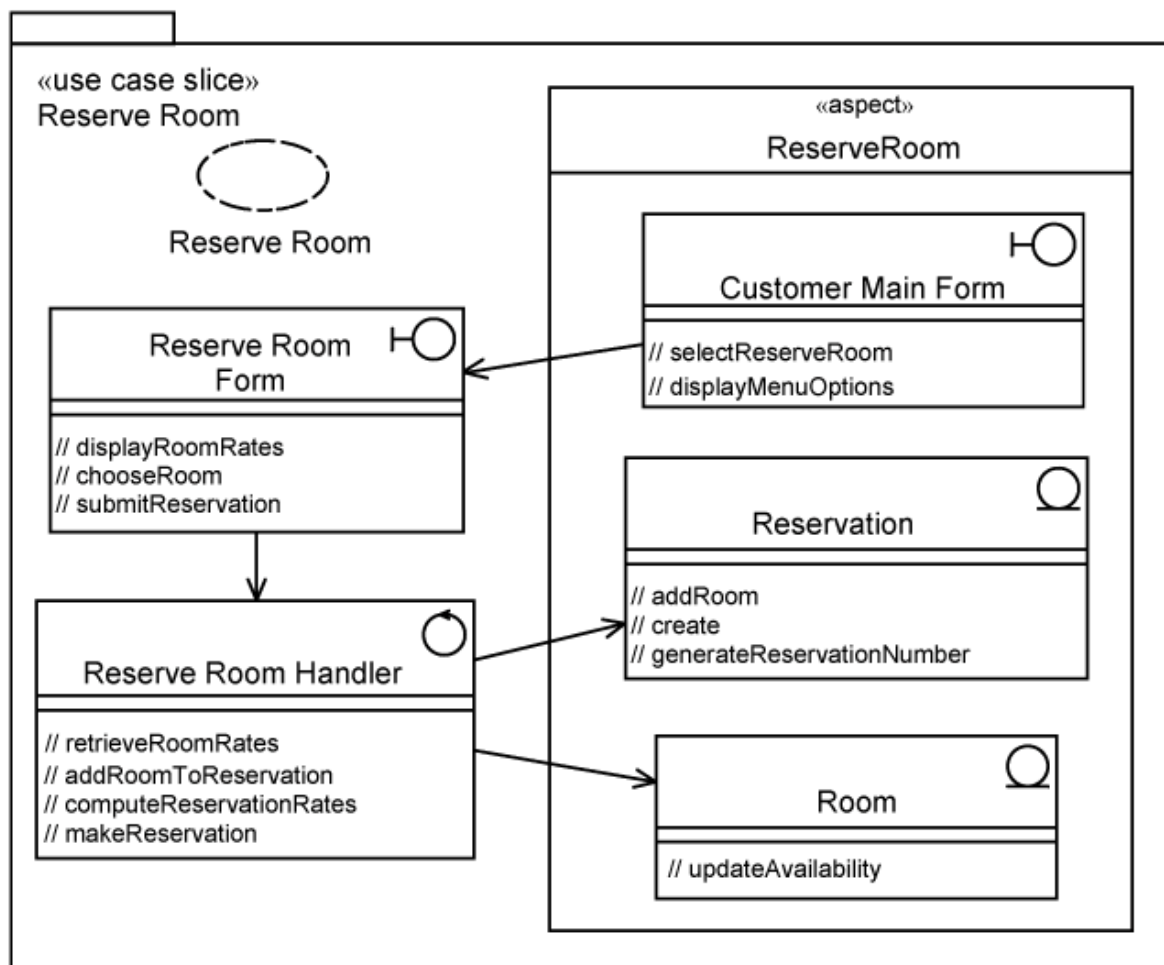 «use case slice»
Reserve Room
Reserve Room
«aspect»
ReserveRoom
Customer Main Form
// selectReserveRoom
// displayMenuOptions
Reserve Room
Form
// displayRoomRates
// chooseRoom
// submitReservation
Reservation
// addRoom
// create
// generateReservationNumber
Reserve Room Handler
// retrieveRoomRates
// addRoomToReservation
// computeReservationRates
// makeReservation
Room
// updateAvailability